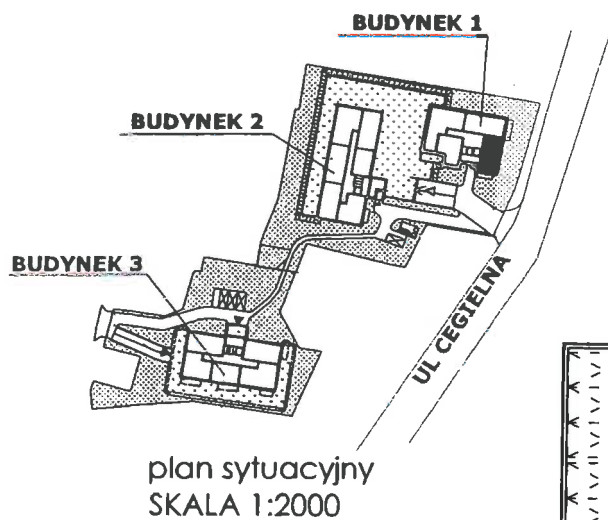 BUDYNEK 1
BUDYNEK 2
BUDYNEK 3
UL CEGIELNA
plan sytuacyjny
SKALA 1:2000